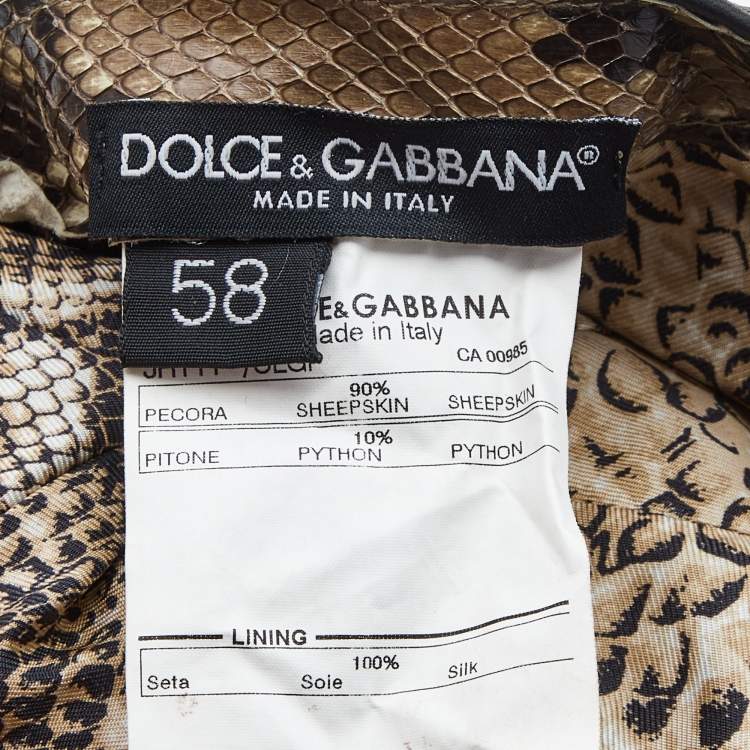 DOLCE & GABBANA®
MADE IN ITALY
58
E&GABBANA
ade in Italy
CA 00985
90%
PECORA SHEEPSKIN SHEEPSKIN
10%
PITONE PYTHON PYTHON
LINING
100%
Seta Soie Silk